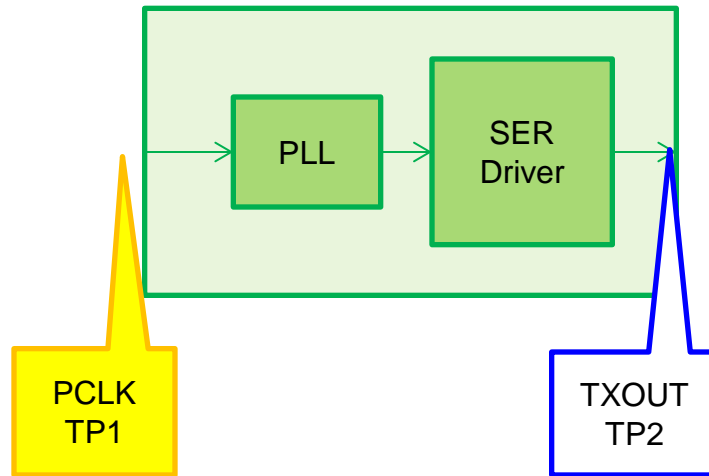 PLL
SER
Driver
PCLK
TP1
TXOUT
TP2